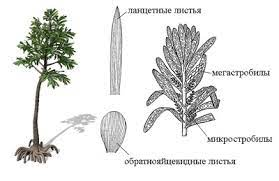 ланцетные листья
мегастробилы
микростробилы
обратнояйцевидные листья